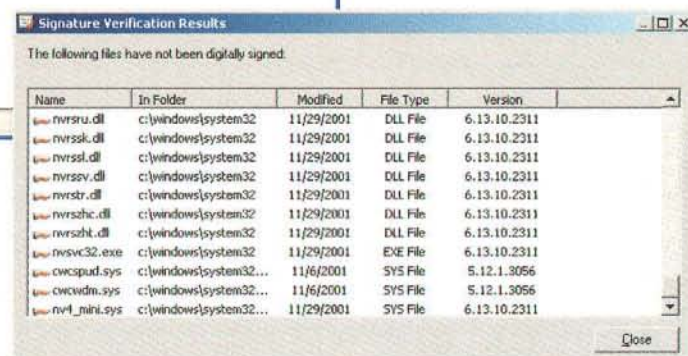 Signature Verification Results
The following files have not been digitally signed:
Name In Folder Modified File Type Version
nvrsru.dll c:\windows\system32 11/29/2001 DLL File 6.13.10.2311
nvrssk.dll c:\windows\system32 11/29/2001 DLL File 6.13.10.2311
nvrssl.dll c:\windows\system32 11/29/2001 DLL File 6.13.10.2311
nvrssv.dll c:\windows\system32 11/29/2001 DLL File 6.13.10.2311
nvrstr.dll c:\windows\system32 11/29/2001 DLL File 6.13.10.2311
nvrszhc.dll c:\windows\system32 11/29/2001 DLL File 6.13.10.2311
nvrszht.dll c:\windows\system32 11/29/2001 DLL File 6.13.10.2311
nvsvc32.exe c:\windows\system32 11/29/2001 EXE File 6.13.10.2311
cwcspud.sys c:\windows\system32... 11/6/2001 SYS File 5.12.1.3056
cwcwdm.sys c:\windows\system32... 11/6/2001 SYS File 5.12.1.3056
nv4_mini.sys c:\windows\system32... 11/29/2001 SYS File 6.13.10.2311
Close